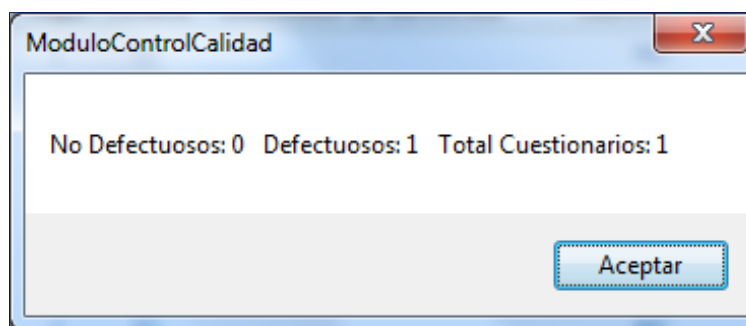 ModuloControlCalidad
No Defectuosos: 0   Defectuosos: 1   Total Cuestionarios: 1
Aceptar